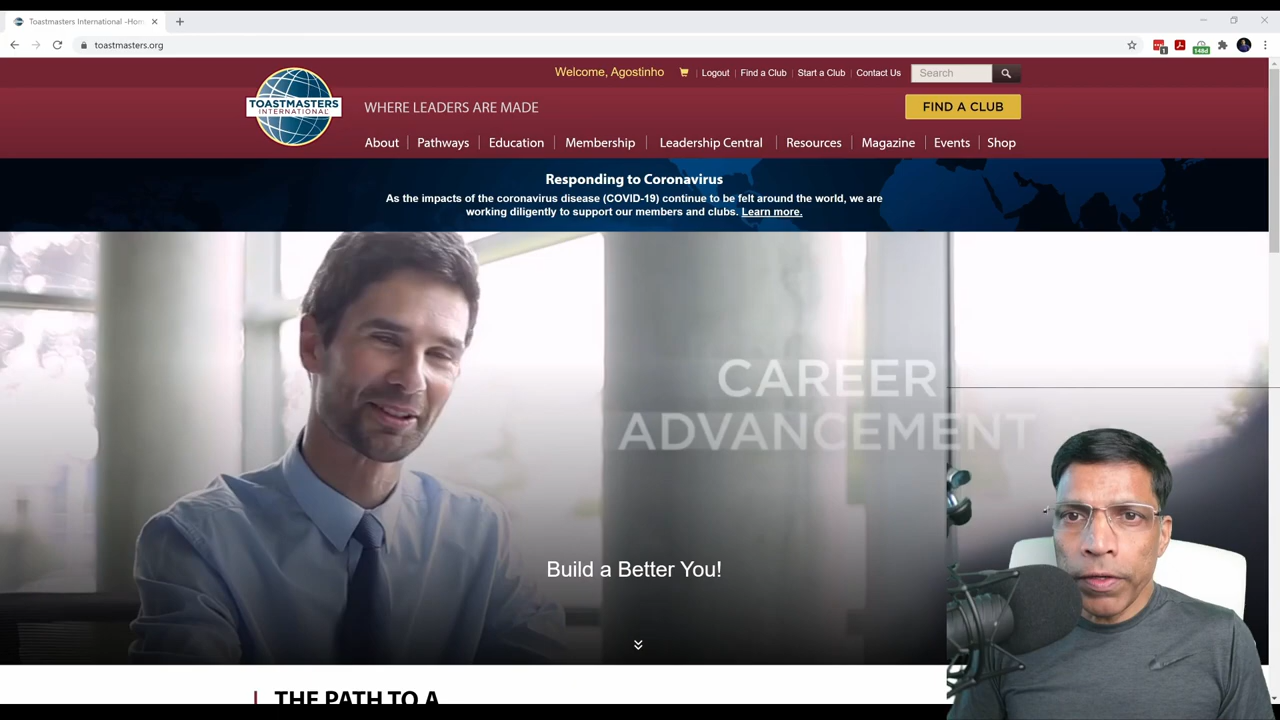 Toastmasters International -Hom
toastmasters.org
1
148d
Welcome, Agostinho
Logout
Find a Club
Start a Club
Contact Us
Search
TOASTMASTERS
INTERNATIONAL
WHERE LEADERS ARE MADE
FIND A CLUB
About
Pathways
Education
Membership
Leadership Central
Resources
Magazine
Events
Shop
Responding to Coronavirus
As the impacts of the coronavirus disease (COVID-19) continue to be felt around the world, we are
working diligently to support our members and clubs. Learn more.
CAREER
ADVANCEMENT
Build a Better You!
THE PATH TO A